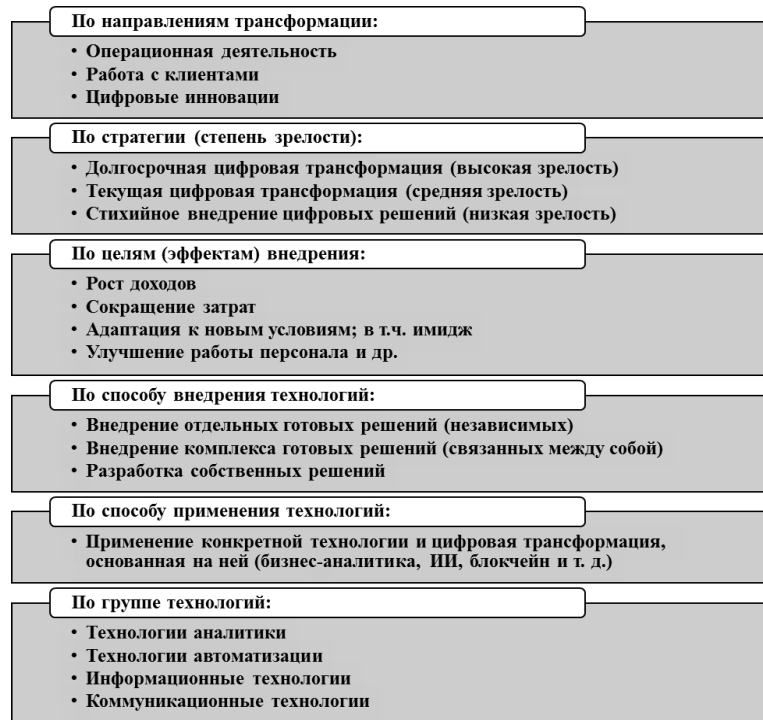 По направлениям трансформации:
• Операционная деятельность
• Работа с клиентами
• Цифровые инновации
По стратегии (степень зрелости):
• Долгосрочная цифровая трансформация (высокая зрелость)
• Текущая цифровая трансформация (средняя зрелость)
• Стихийное внедрение цифровых решений (низкая зрелость)
По целям (эффектам) внедрения:
• Рост доходов
• Сокращение затрат
• Адаптация к новым условиям; в т.ч. имидж
• Улучшение работы персонала и др.
По способу внедрения технологий:
• Внедрение отдельных готовых решений (независимых)
• Внедрение комплекса готовых решений (связанных между собой)
• Разработка собственных решений
По способу применения технологий:
• Применение конкретной технологии и цифровая трансформация,
основанная на ней (бизнес-аналитика, ИИ, блокчейн и т. д.)
По группе технологий:
• Технологии аналитики
• Технологии автоматизации
• Информационные технологии
• Коммуникационные технологии